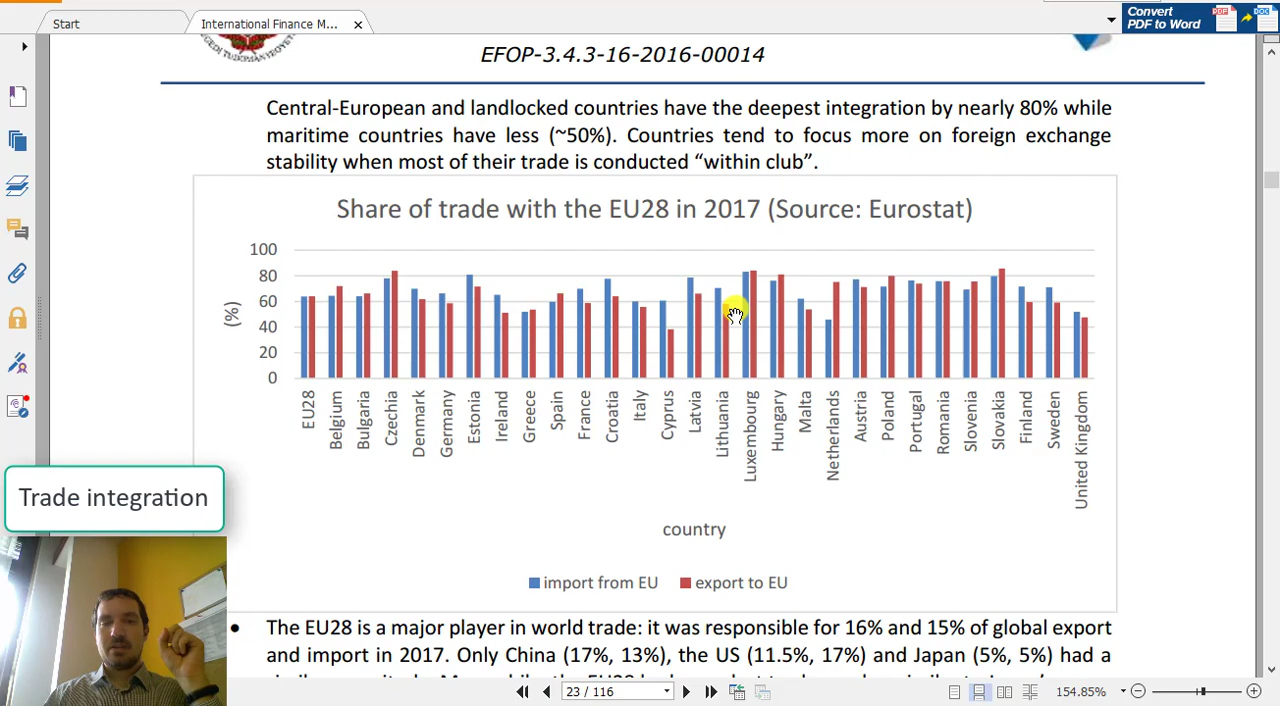 Start
International Finance M...
Convert
PDF to Word
PDF
DOC
EFOP-3.4.3-16-2016-00014
Central-European and landlocked countries have the deepest integration by nearly 80% while
maritime countries have less (~50%). Countries tend to focus more on foreign exchange
stability when most of their trade is conducted “within club”.
Share of trade with the EU28 in 2017 (Source: Eurostat)
(%)
100
80
60
40
20
0
EU28
Belgium
Bulgaria
Czechia
Denmark
Germany
Estonia
Ireland
Greece
Spain
France
Croatia
Italy
Cyprus
Latvia
Lithuania
Luxembourg
Hungary
Malta
Netherlands
Austria
Poland
Portugal
Romania
Slovenia
Slovakia
Finland
Sweden
United Kingdom
country
import from EU
export to EU
Trade integration
The EU28 is a major player in world trade: it was responsible for 16% and 15% of global export
and import in 2017. Only China (17%, 13%), the US (11.5%, 17%) and Japan (5%, 5%) had a
23 / 116
154.85%